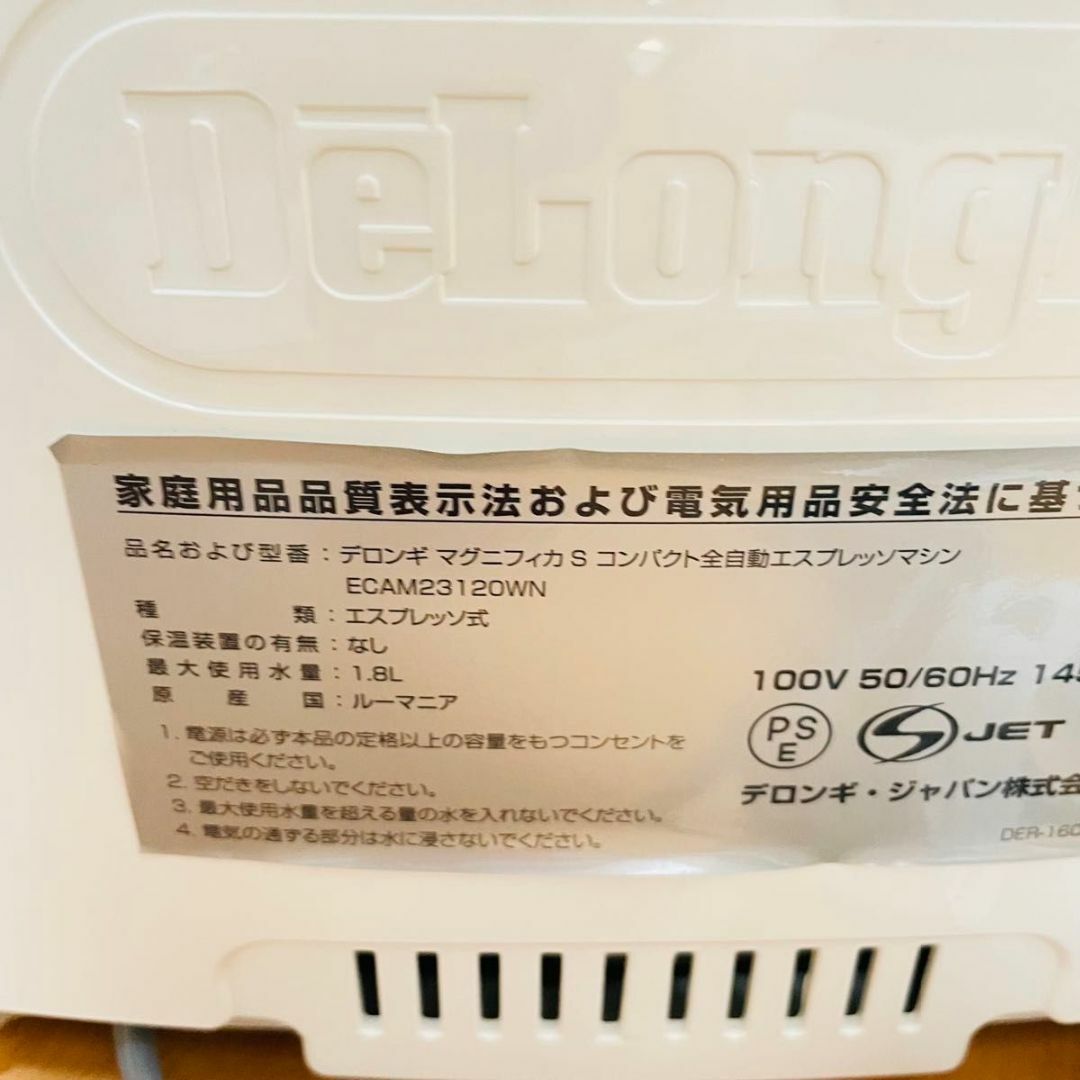 DeLong
家庭用品品質表示法および電気用品安全法に基
品名および型番：デロンギ マグニフィカ S コンパクト全自動エスプレッソマシン
ECAM23120WN
種類：エスプレッソ式
保温装置の有無：なし
最大使用水量：1.8L
原産国：ルーマニア
1. 電源は必ず本品の定格以上の容量をもつコンセントを
ご使用ください。
2. 空だきをしないでください。
3. 最大使用水量を超える量の水を入れないでください。
4. 電気の通ずる部分は水に浸さないでください。
100V 50/60Hz 145
PSE JET
デロンギ・ジャパン株式会
DER-160